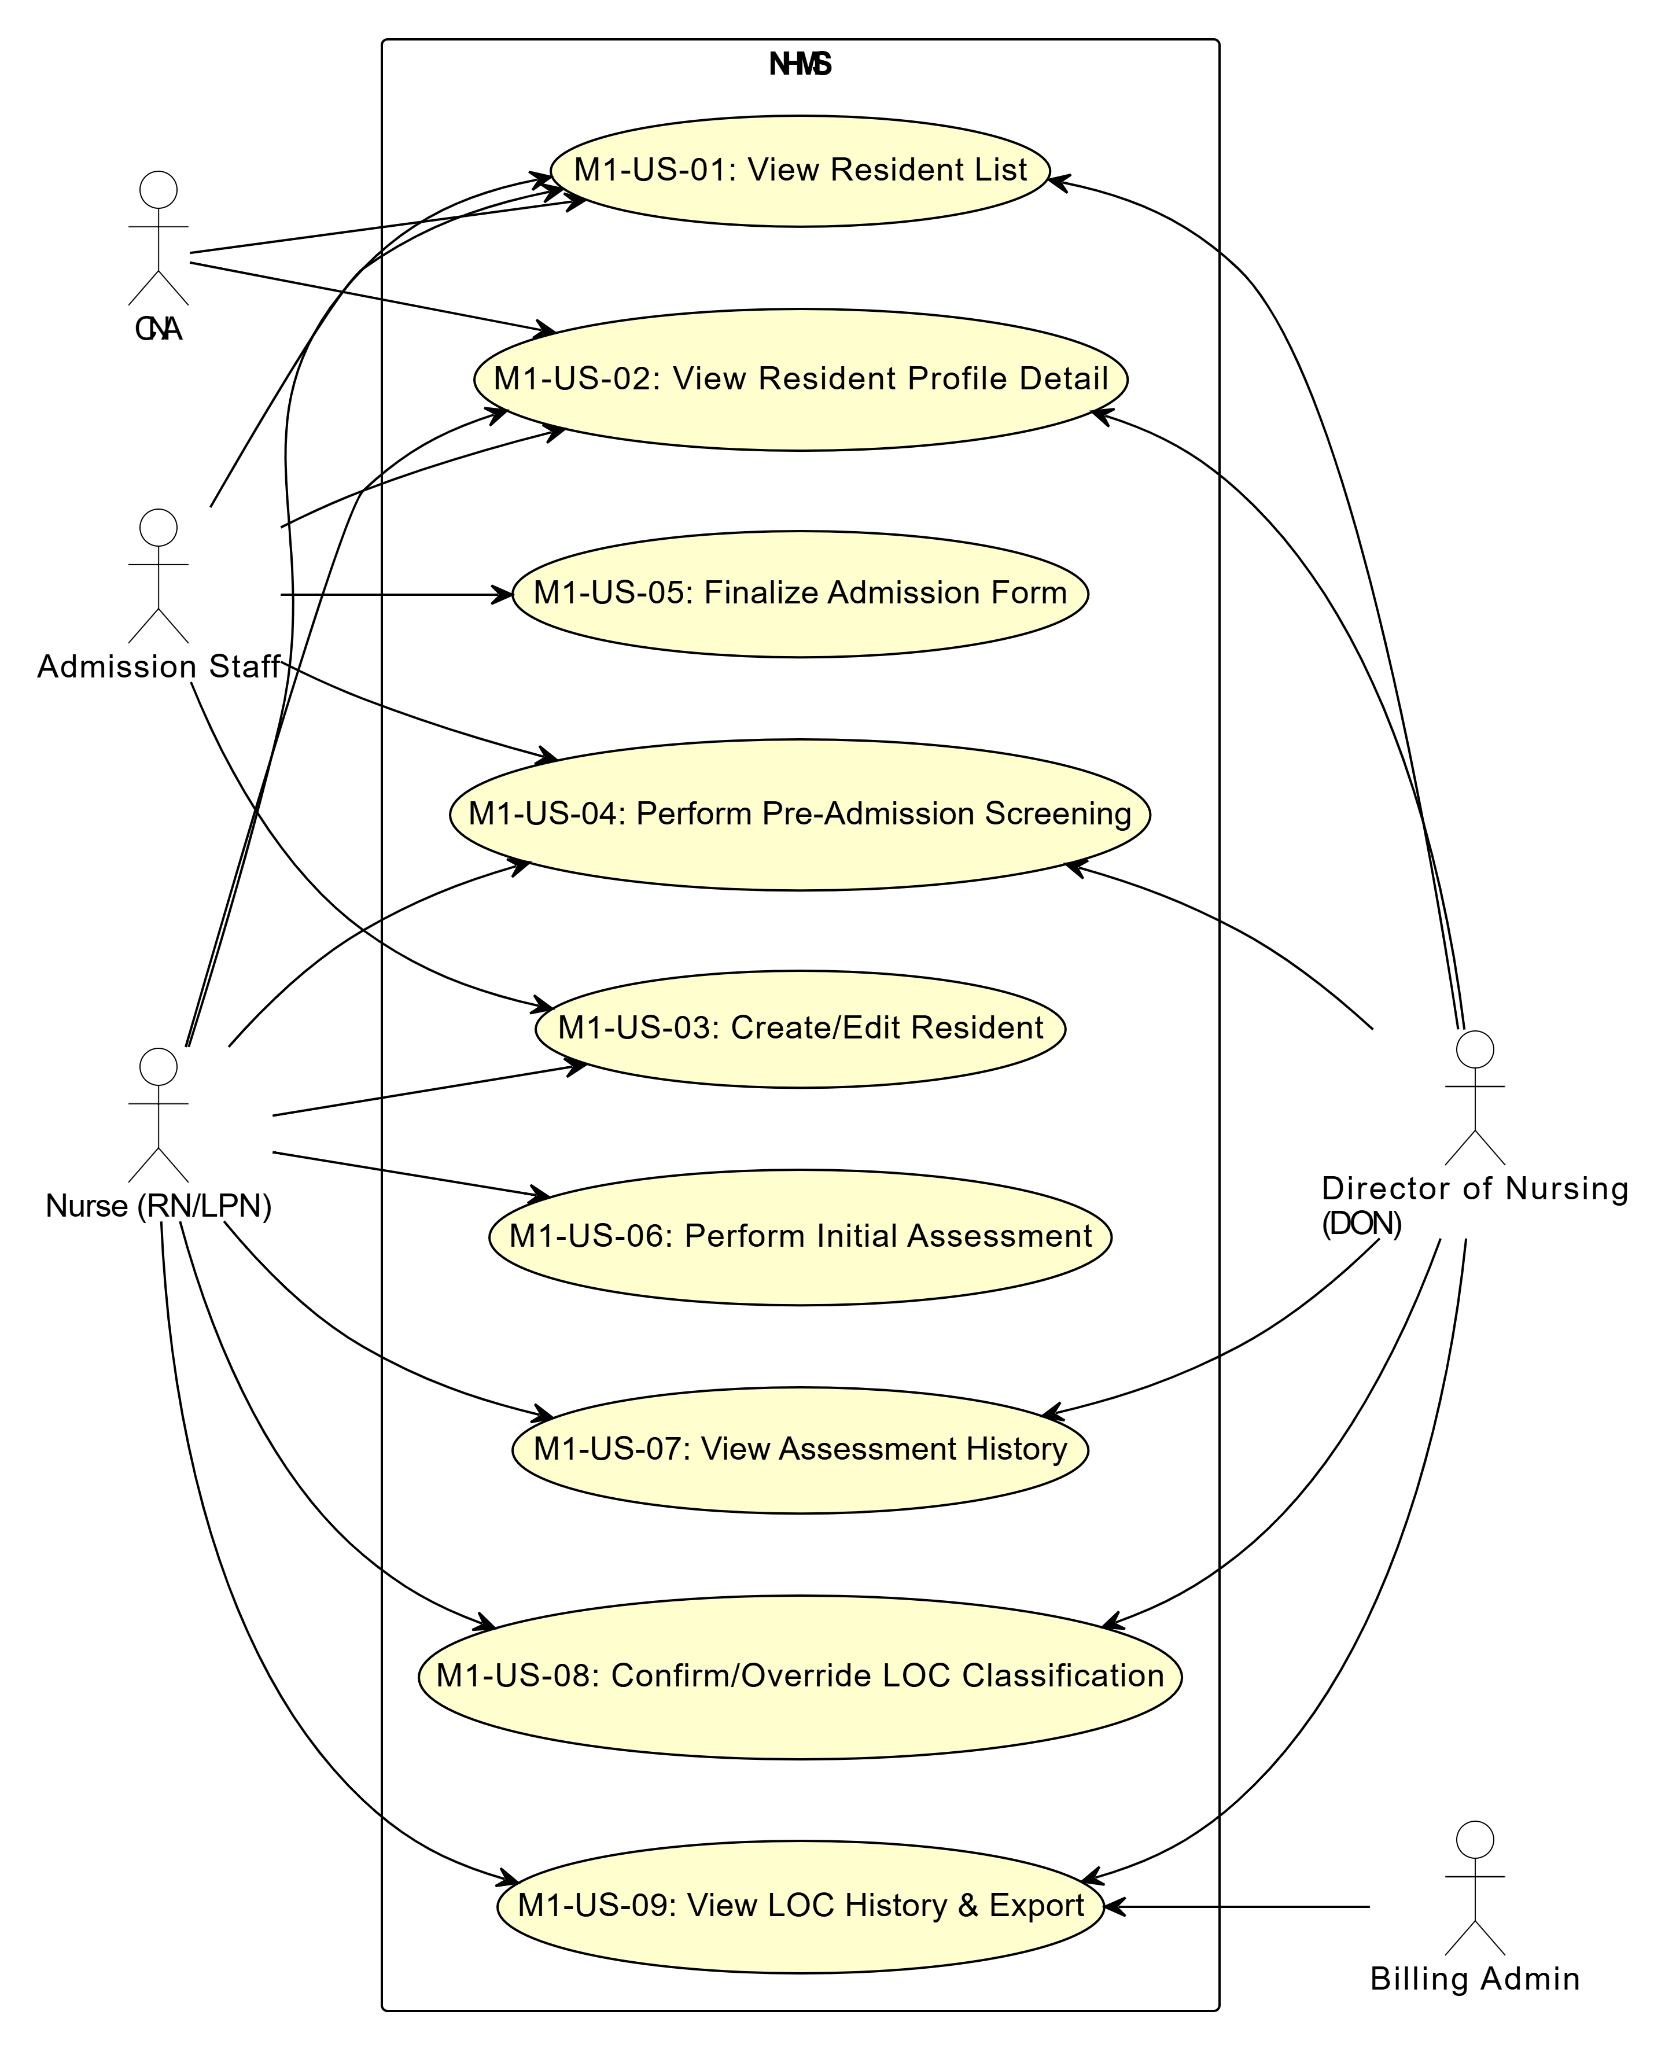 NHMS
M1-US-01: View Resident List
CNA
M1-US-02: View Resident Profile Detail
M1-US-05: Finalize Admission Form
Admission Staff
M1-US-04: Perform Pre-Admission Screening
M1-US-03: Create/Edit Resident
Nurse (RN/LPN)
Director of Nursing
(DON)
M1-US-06: Perform Initial Assessment
M1-US-07: View Assessment History
M1-US-08: Confirm/Override LOC Classification
M1-US-09: View LOC History & Export
Billing Admin